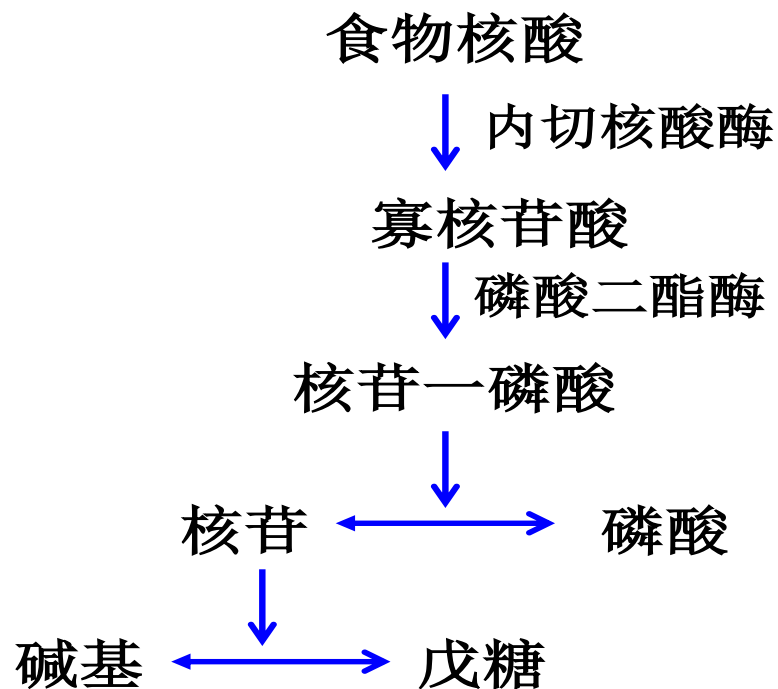 食物核酸
内切核酸酶
寡核苷酸
磷酸二酯酶
核苷一磷酸
核苷 磷酸
碱基 戊糖